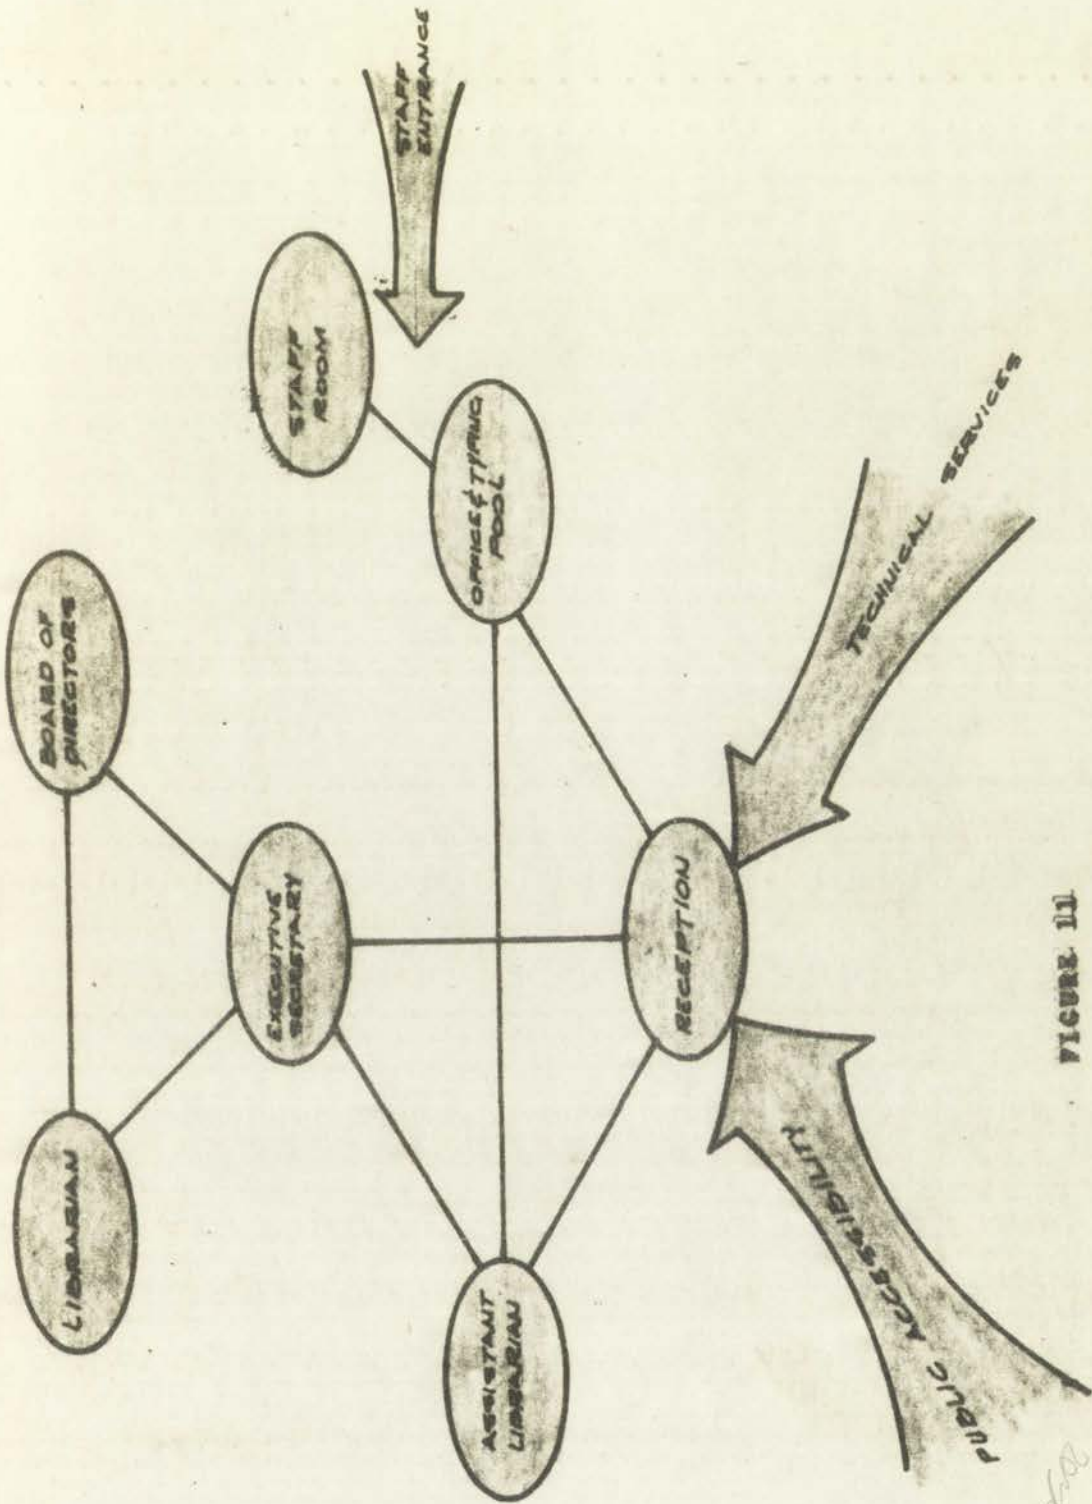 LIBRARIAN
BOARD OF
DIRECTORS
EXECUTIVE
SECRETARY
STAFF
ROOM
STAFF
ENTRANCE
ASSISTANT
LIBRARIAN
OFFICE & TYPING
POOL
RECEPTION
PUBLIC ACCESSIBILITY
TECHNICAL SERVICES
FIGURE 11